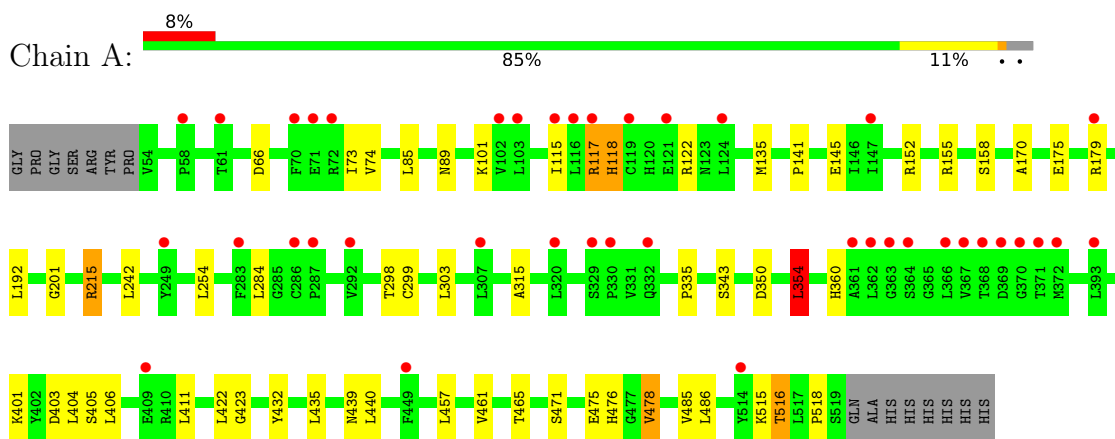 8%
Chain A:
85% 11% • •
GLY PRO GLY SER ARG TYR PRO V54 P58 T61 D66 F70 E71 R72 I73 V74 L85 N89 K101 V102 L103 I115 L116 R117 H118 C119 H120 E121 R122 N123 L124 M135 P141 E145 I146 I147 R152 R155 S158 A170 E175 R179
L192 G201 R215 L242 Y249 L254 F283 L284 G285 C286 P287 V292 T298 C299 L303 L307 A315 L320 S329 P330 V331 Q332 P335 S343 D350 L354 H360 A361 L362 G363 S364 G365 L366 V367 T368 D369 G370 T371 M372 L393
K401 Y402 D403 L404 S405 L406 E409 R410 L411 L422 G423 Y432 L435 N439 L440 F449 L457 V461 T465 S471 E475 H476 G477 V478 V485 L486 Y514 K515 T516 L517 P518 S519 GLN ALA HIS HIS HIS HIS HIS HIS